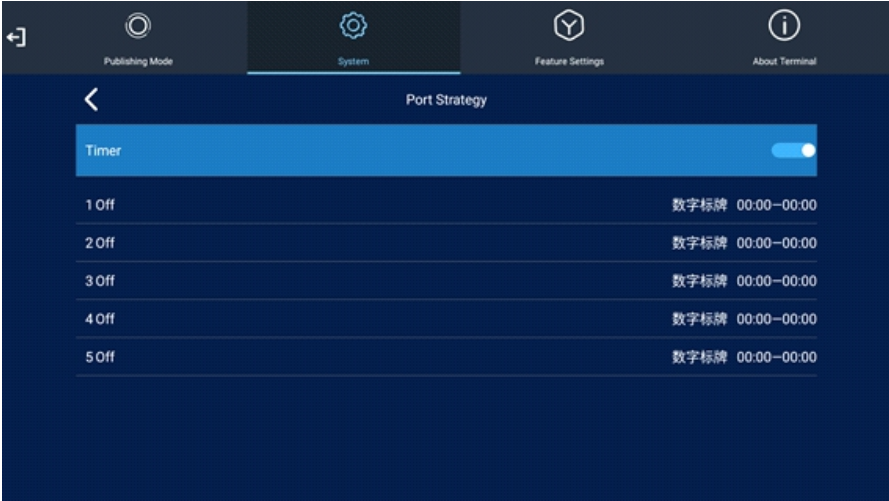 Publishing Mode
System
Feature Settings
About Terminal
Port Strategy
Timer
1 Off 数字标牌 00:00—00:00
2 Off 数字标牌 00:00—00:00
3 Off 数字标牌 00:00—00:00
4 Off 数字标牌 00:00—00:00
5 Off 数字标牌 00:00—00:00